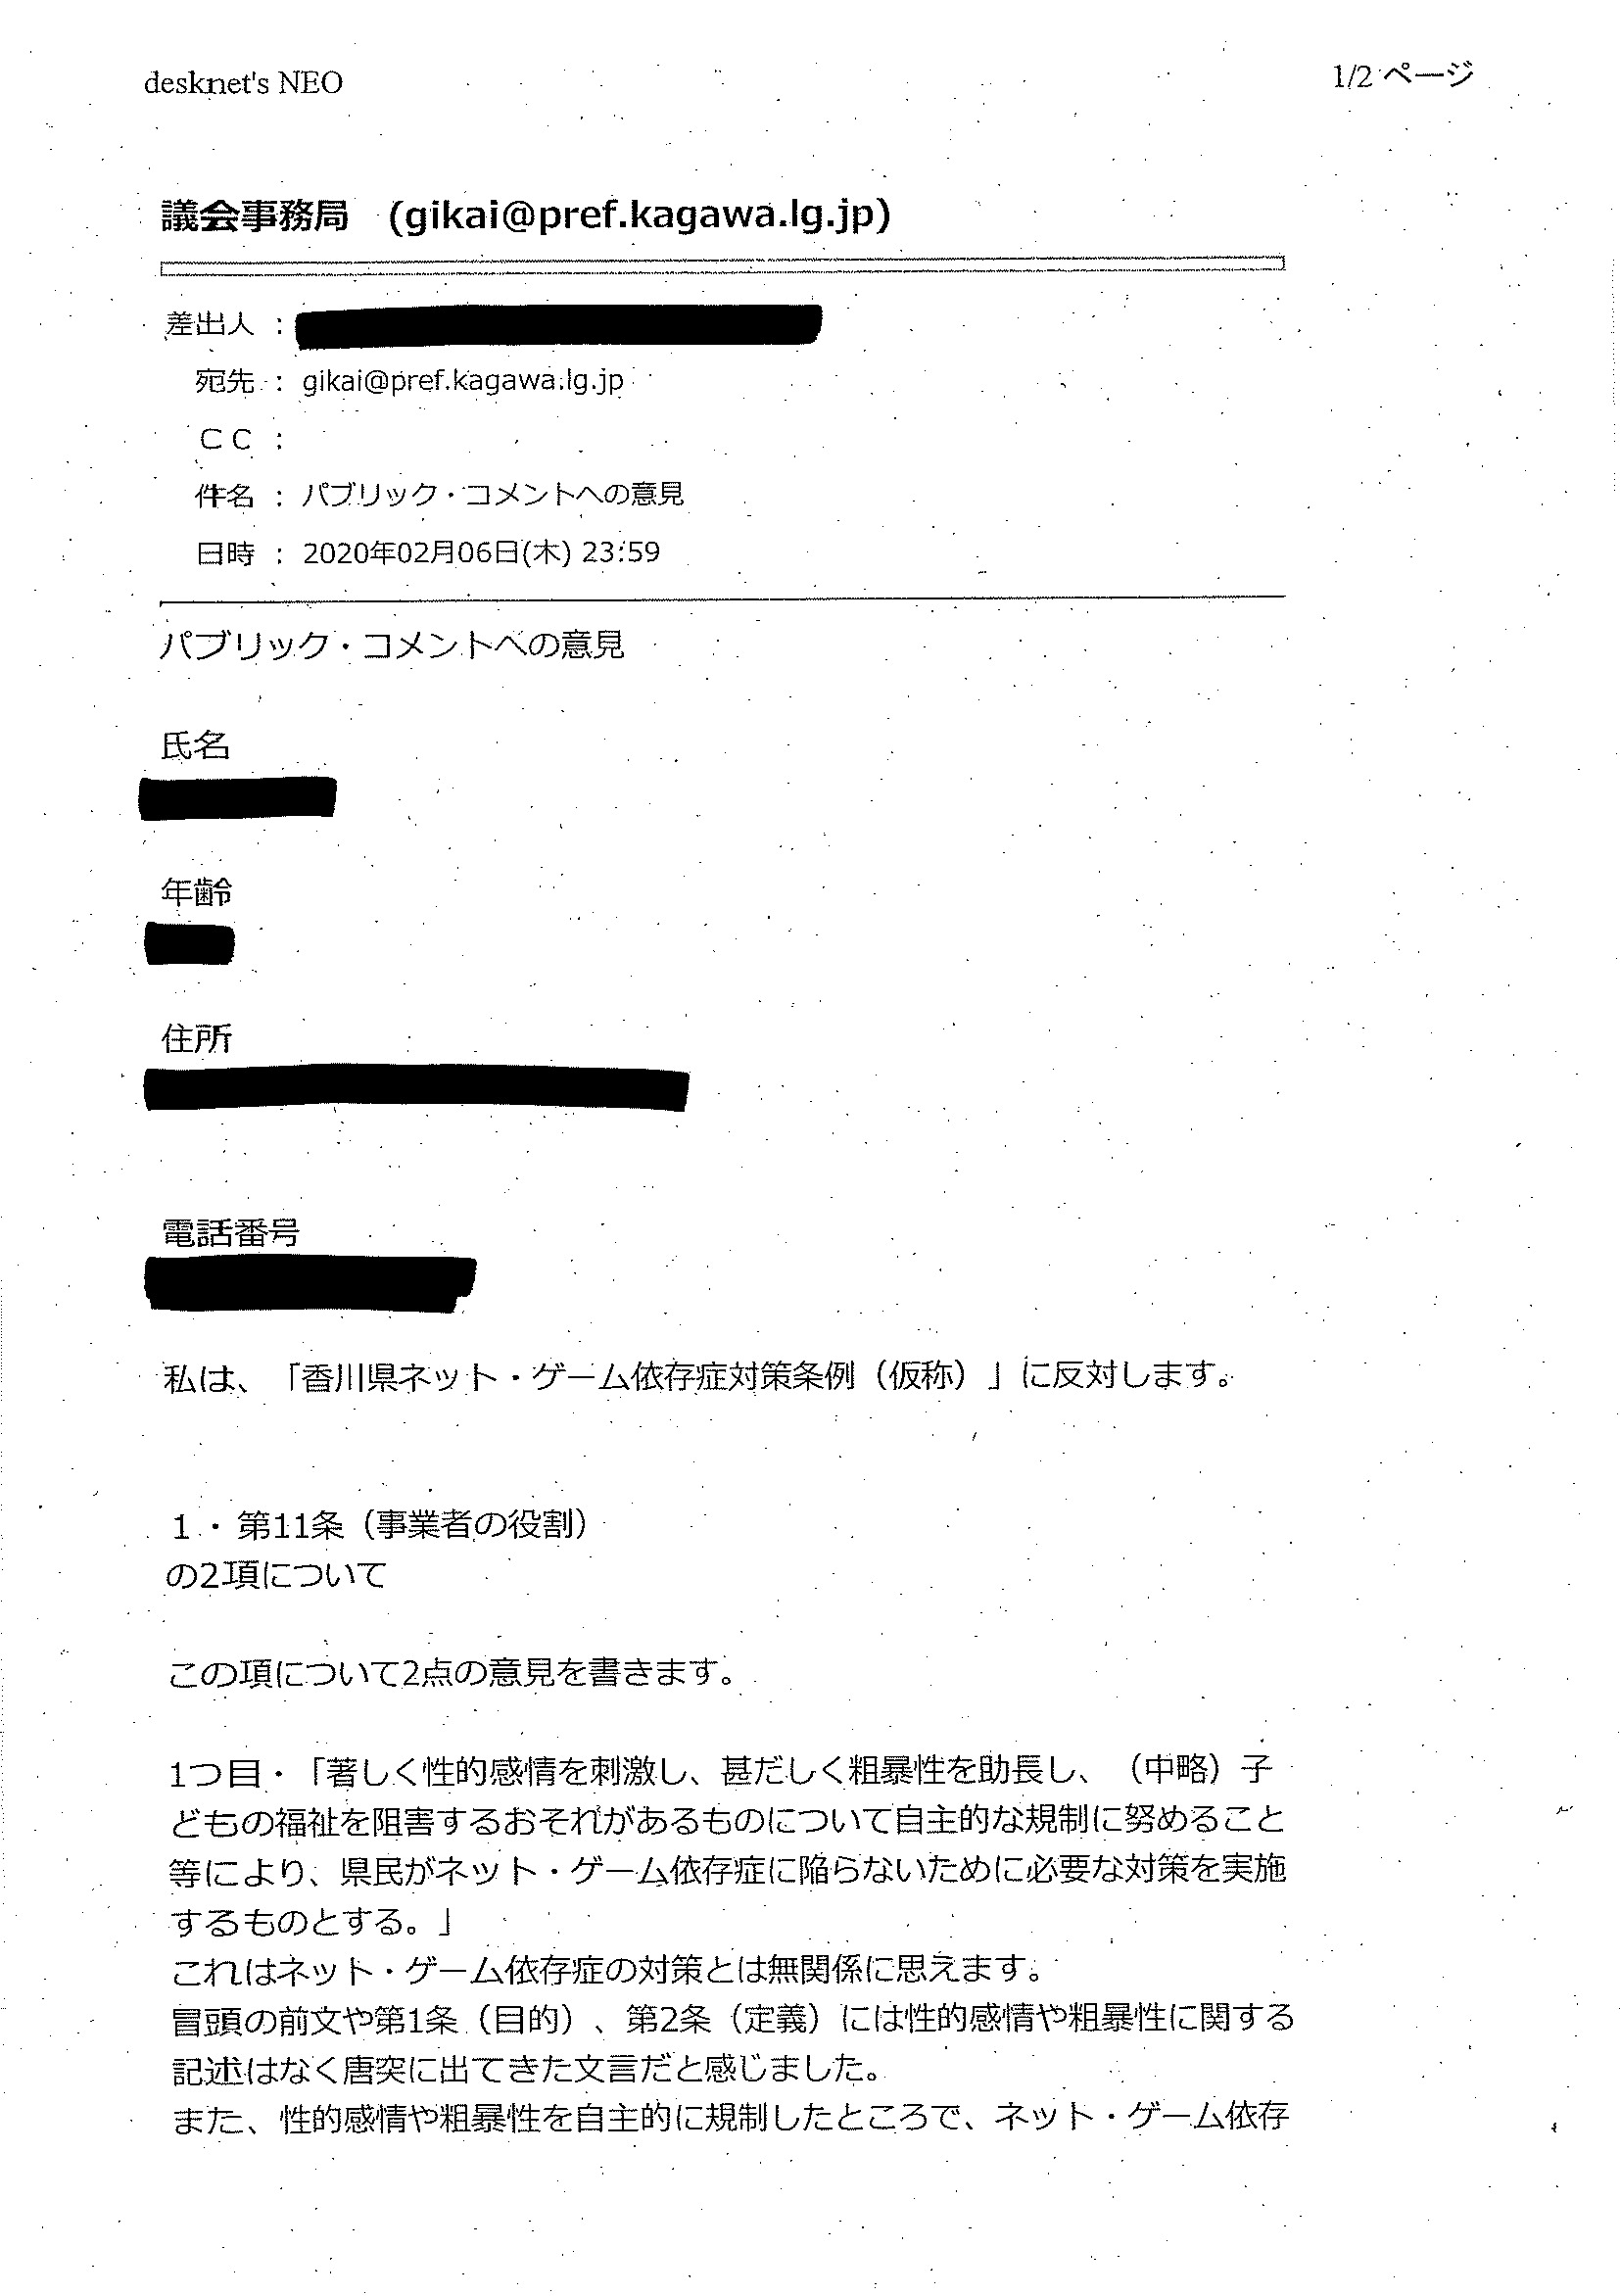 desknet's NEO
1/2 ページ
議会事務局 (gikai@pref.kagawa.lg.jp)
差出人 :
宛先 : gikai@pref.kagawa.lg.jp
ＣＣ :
件名 : パブリック・コメントへの意見
日時 : 2020年02月06日(木) 23:59
パブリック・コメントへの意見
氏名
年齢
住所
電話番号
私は、「香川県ネット・ゲーム依存症対策条例（仮称）」に反対します。
1・第11条（事業者の役割）
の2項について
この項について2点の意見を書きます。
1つ目・「著しく性的感情を刺激し、甚だしく粗暴性を助長し、（中略）子
どもの福祉を阻害するおそれがあるものについて自主的な規制に努めること
等により、県民がネット・ゲーム依存症に陥らないために必要な対策を実施
するものとする。」
これはネット・ゲーム依存症の対策とは無関係に思えます。
冒頭の前文や第1条（目的）、第2条（定義）には性的感情や粗暴性に関する
記述はなく唐突に出てきた文言だと感じました。
また、性的感情や粗暴性を自主的に規制したところで、ネット・ゲーム依存